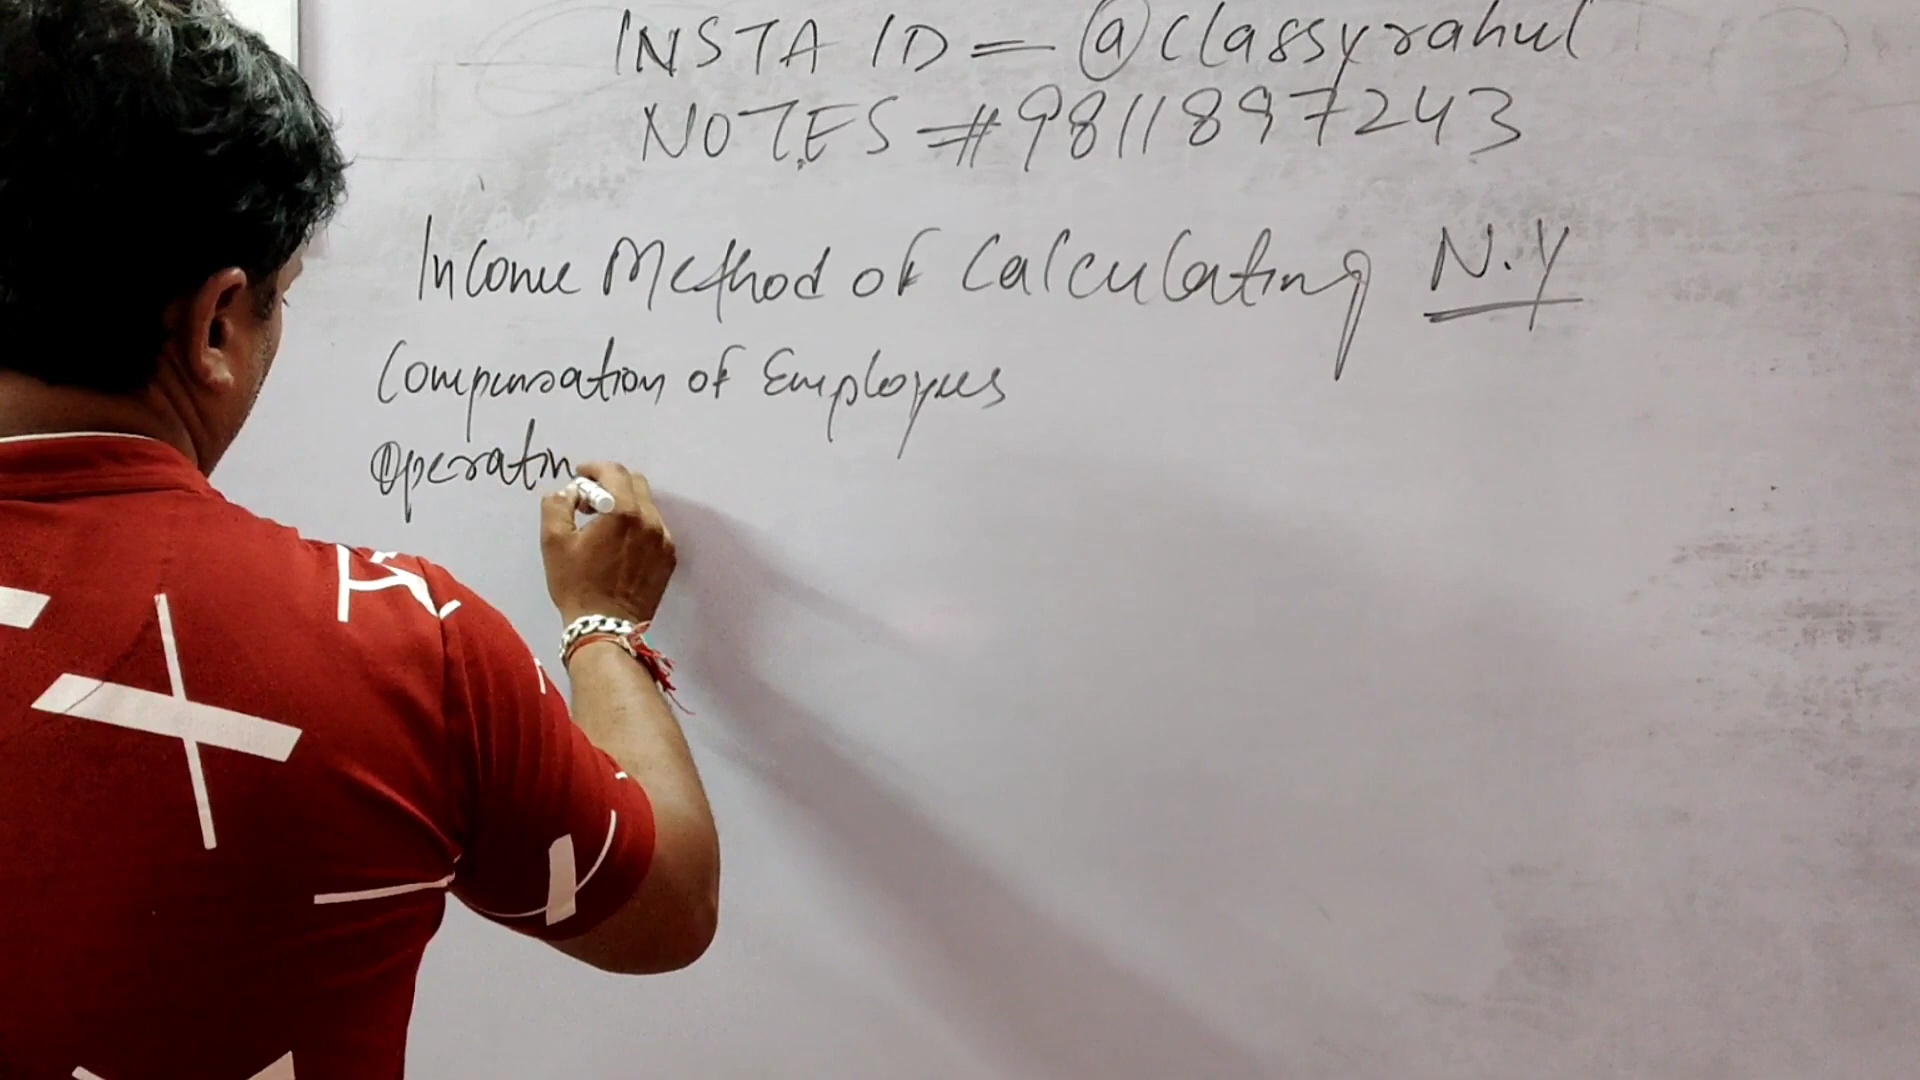 INSTA ID = @classyrahul
NOTES =# 9811897243
Income Method of Calculating N.Y
Compensation of Employees
Operatin